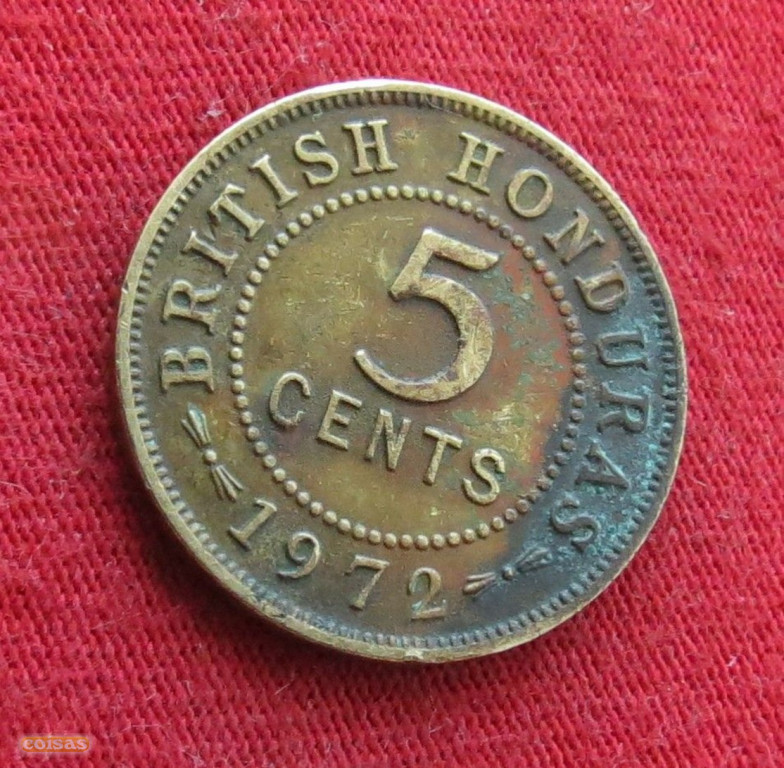 BRITISH HONDURAS
5
CENTS
1972
coisas